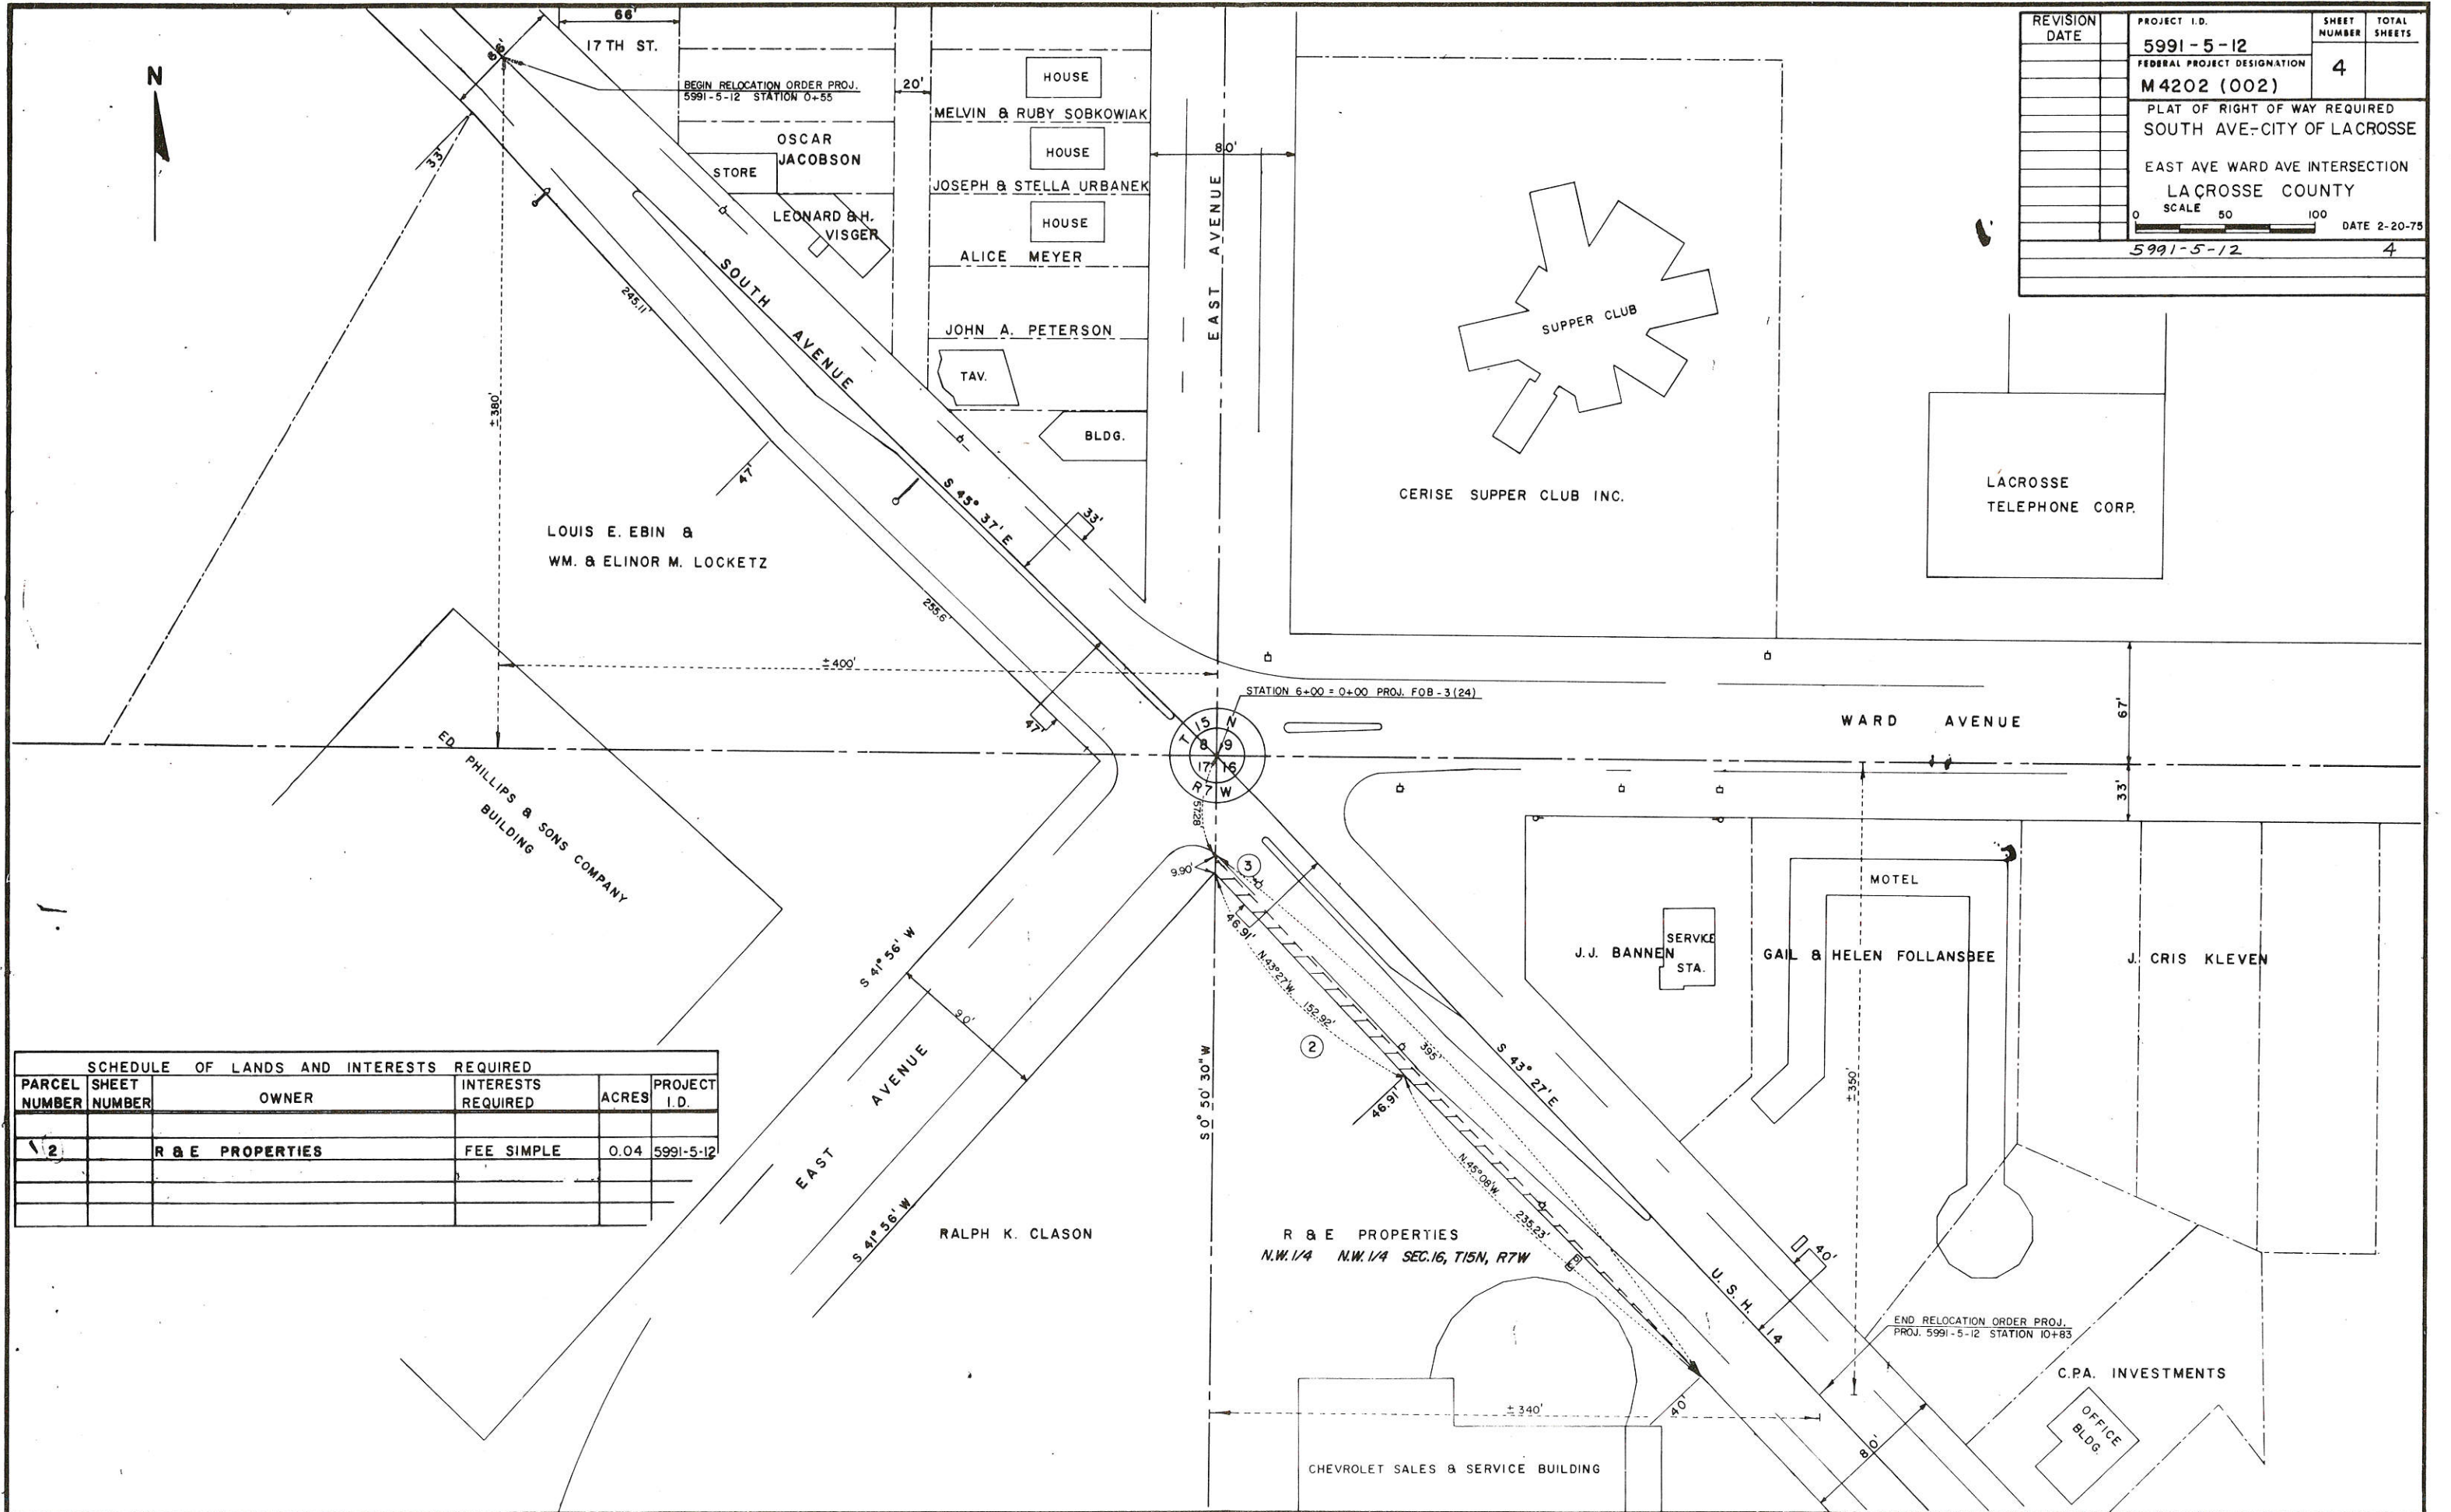 REVISION DATE
PROJECT I.D.
5991-5-12
SHEET NUMBER
TOTAL SHEETS
4
FEDERAL PROJECT DESIGNATION
M 4202 (002)
PLAT OF RIGHT OF WAY REQUIRED
SOUTH AVE.-CITY OF LACROSSE
EAST AVE WARD AVE INTERSECTION
LACROSSE COUNTY
SCALE
0 50 100
DATE 2-20-75
5991-5-12 4
N
66'
17TH ST.
66'
BEGIN RELOCATION ORDER PROJ.
5991-5-12 STATION 0+55
20'
HOUSE
MELVIN & RUBY SOBKOWIAK
HOUSE
JOSEPH & STELLA URBANEK
HOUSE
ALICE MEYER
JOHN A. PETERSON
TAV.
BLDG.
OSCAR
JACOBSON
STORE
LEONARD & H.
VISGER
33'
80'
EAST AVENUE
SUPPER CLUB
CERISE SUPPER CLUB INC.
LACROSSE
TELEPHONE CORP.
SOUTH AVENUE
245.11'
±380'
47'
S 45° 37' E
33'
LOUIS E. EBIN &
WM. & ELINOR M. LOCKETZ
255.6'
±400'
47'
STATION 6+00 = 0+00 PROJ. FOB-3(24)
T 15 N
8 9
17 16
R 7 W
WARD AVENUE
67'
33'
ED. PHILLIPS & SONS COMPANY
BUILDING
57.28'
9.90'
3
46.91'
N.43°27'W
152.92'
2
395'
46.91'
S 43° 27' E
N.45°08'W
235.23'
S 0° 50' 30" W
S 41° 56' W
90'
EAST AVENUE
S 41° 56' W
J.J. BANNEN
SERVICE
STA.
MOTEL
GAIL & HELEN FOLLANSBEE
J. CRIS KLEVEN
±350'
SCHEDULE OF LANDS AND INTERESTS REQUIRED
PARCEL NUMBER SHEET NUMBER OWNER INTERESTS REQUIRED ACRES PROJECT I.D.
2 R & E PROPERTIES FEE SIMPLE 0.04 5991-5-12
RALPH K. CLASON
R & E PROPERTIES
N.W. 1/4 N.W. 1/4 SEC.16, T15N, R7W
U.S.H. 14
40'
END RELOCATION ORDER PROJ.
PROJ. 5991-5-12 STATION 10+83
C.P.A. INVESTMENTS
OFFICE
BLDG.
±340'
40'
80'
CHEVROLET SALES & SERVICE BUILDING